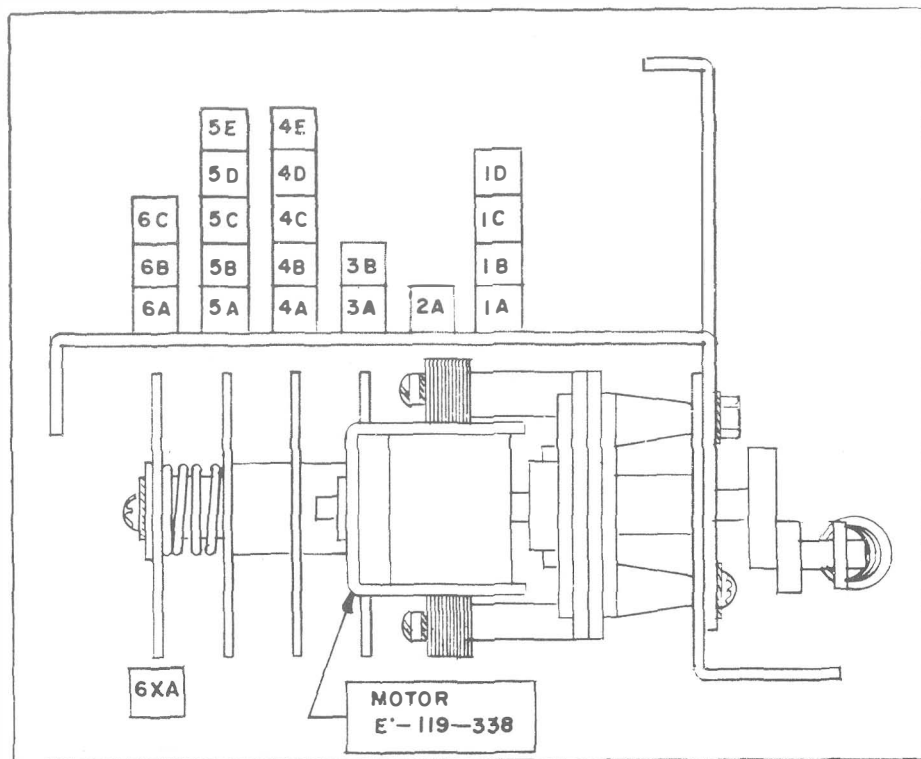 5E 4E
5D 4D 1D
6C 5C 4C 1C
6B 5B 4B 3B 1B
6A 5A 4A 3A 2A 1A
6XA
MOTOR
E'-119-338